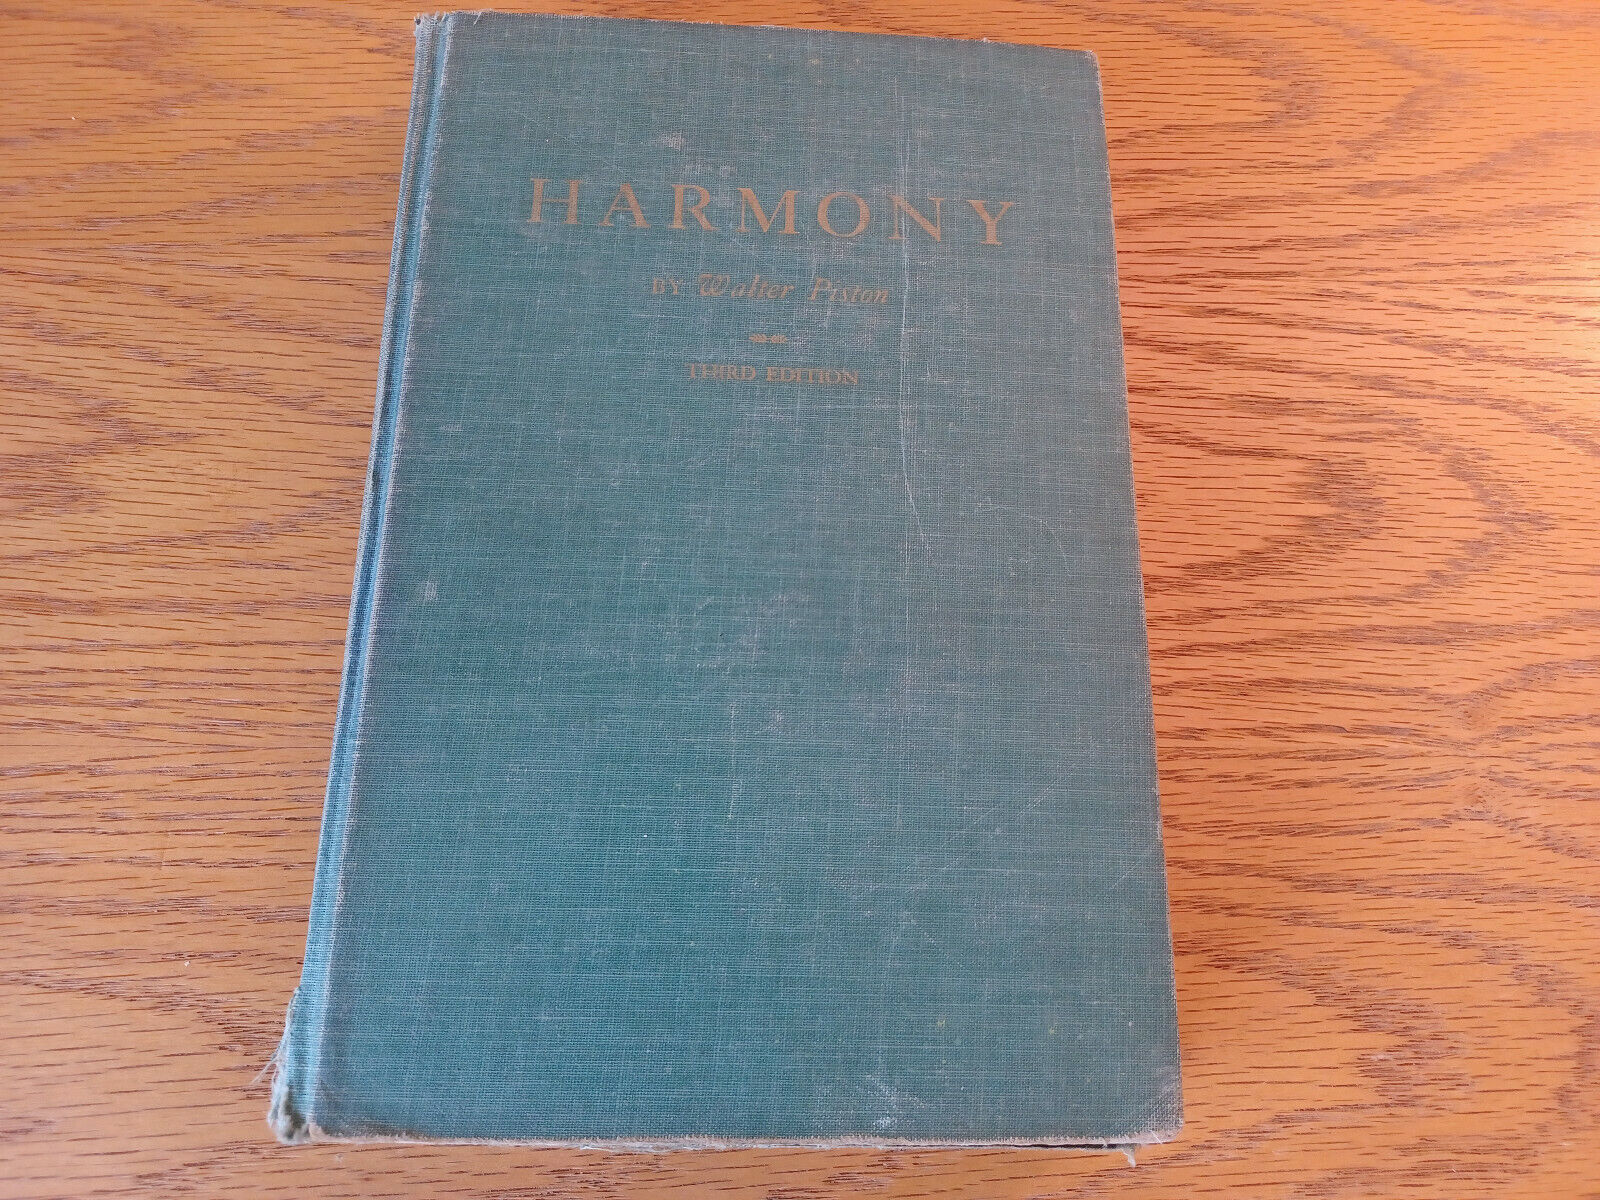 HARMONY
BY Walter Piston
THIRD EDITION